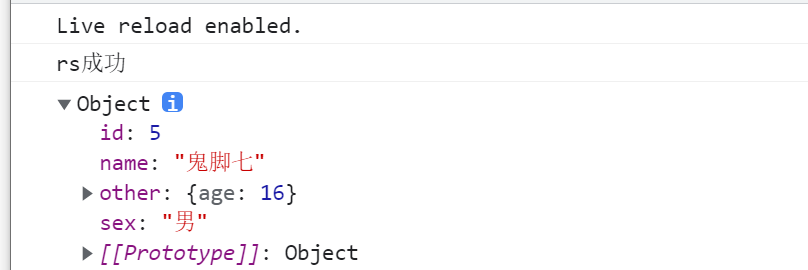 Live reload enabled.
rs成功
Object i
id: 5
name: "鬼脚七"
other: {age: 16}
sex: "男"
[[Prototype]]: Object